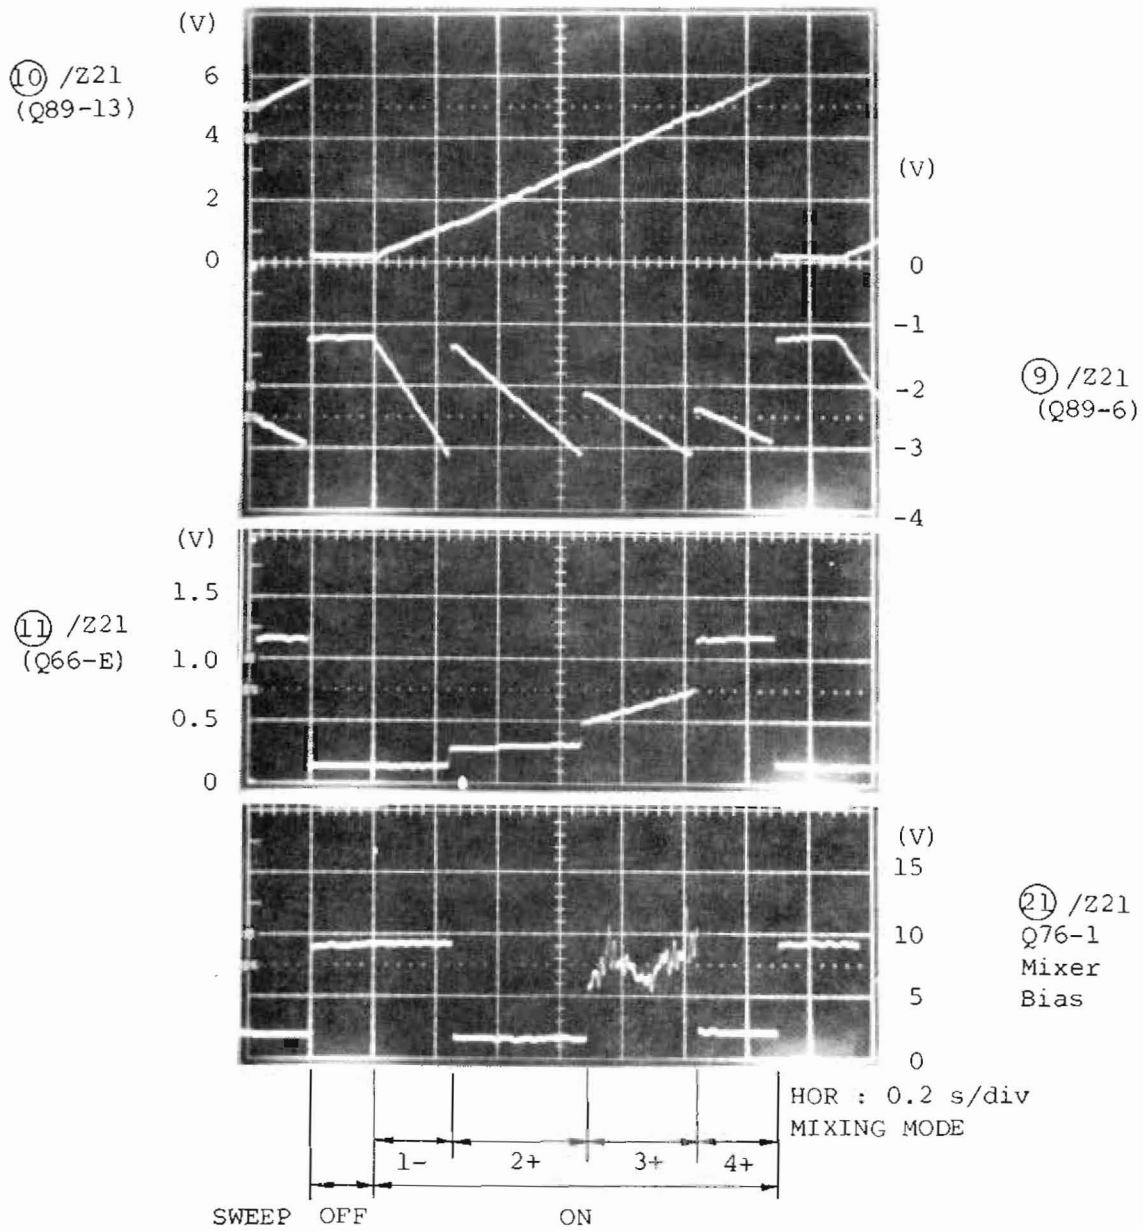 (V)
10 /Z21
(Q89-13)
6
4
2
0
(V)
0
-1
-2
-3
-4
9 /Z21
(Q89-6)
(V)
11 /Z21
(Q66-E)
1.5
1.0
0.5
0
(V)
15
10
5
0
21 /Z21
Q76-1
Mixer
Bias
HOR : 0.2 s/div
MIXING MODE
1- 2+ 3+ 4+
SWEEP OFF ON